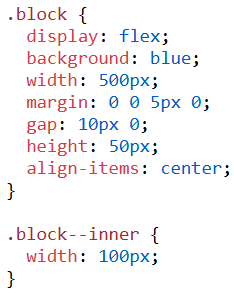 .block {
  display: flex;
  background: blue;
  width: 500px;
  margin: 0 0 5px 0;
  gap: 10px 0;
  height: 50px;
  align-items: center;
}

.block--inner {
  width: 100px;
}